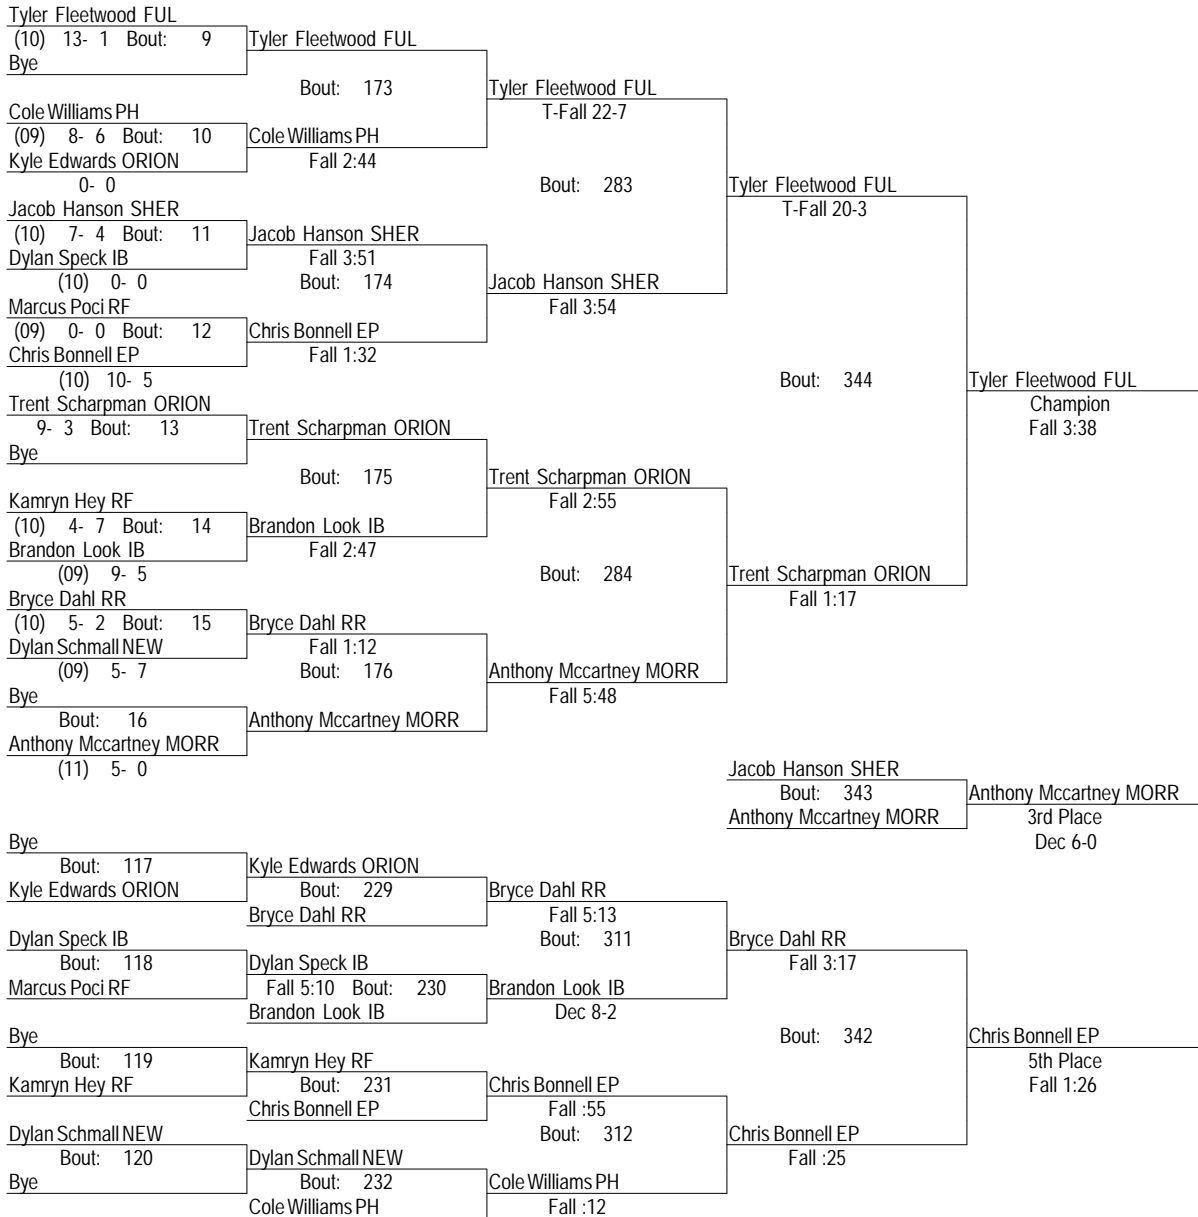 Tyler Fleetwood FUL
(10) 13- 1 Bout: 9 Tyler Fleetwood FUL
Bye
Bout: 173 Tyler Fleetwood FUL
Cole Williams PH T-Fall 22-7
(09) 8- 6 Bout: 10 Cole Williams PH
Kyle Edwards ORION Fall 2:44
0- 0 Bout: 283 Tyler Fleetwood FUL
Jacob Hanson SHER T-Fall 20-3
(10) 7- 4 Bout: 11 Jacob Hanson SHER
Dylan Speck IB Fall 3:51
(10) 0- 0 Bout: 174 Jacob Hanson SHER
Marcus Poci RF Fall 3:54
(09) 0- 0 Bout: 12 Chris Bonnell EP
Chris Bonnell EP Fall 1:32
(10) 10- 5 Bout: 344 Tyler Fleetwood FUL
Trent Scharpman ORION Champion
9- 3 Bout: 13 Trent Scharpman ORION Fall 3:38
Bye
Bout: 175 Trent Scharpman ORION
Kamryn Hey RF Fall 2:55
(10) 4- 7 Bout: 14 Brandon Look IB
Brandon Look IB Fall 2:47
(09) 9- 5 Bout: 284 Trent Scharpman ORION
Bryce Dahl RR Fall 1:17
(10) 5- 2 Bout: 15 Bryce Dahl RR
Dylan Schmall NEW Fall 1:12
(09) 5- 7 Bout: 176 Anthony Mccartney MORR
Bye Fall 5:48
Bout: 16 Anthony Mccartney MORR
Anthony Mccartney MORR
(11) 5- 0 Jacob Hanson SHER
Bout: 343 Anthony Mccartney MORR
Anthony Mccartney MORR 3rd Place
Bye Dec 6-0
Bout: 117 Kyle Edwards ORION
Kyle Edwards ORION Bout: 229 Bryce Dahl RR
Bryce Dahl RR Fall 5:13
Dylan Speck IB Bout: 311 Bryce Dahl RR
Bout: 118 Dylan Speck IB Fall 3:17
Marcus Poci RF Fall 5:10 Bout: 230 Brandon Look IB
Brandon Look IB Dec 8-2
Bye Bout: 342 Chris Bonnell EP
Bout: 119 Kamryn Hey RF 5th Place
Kamryn Hey RF Bout: 231 Chris Bonnell EP Fall 1:26
Chris Bonnell EP Fall :55
Dylan Schmall NEW Bout: 312 Chris Bonnell EP
Bout: 120 Dylan Schmall NEW Fall :25
Bye Bout: 232 Cole Williams PH
Cole Williams PH Fall :12